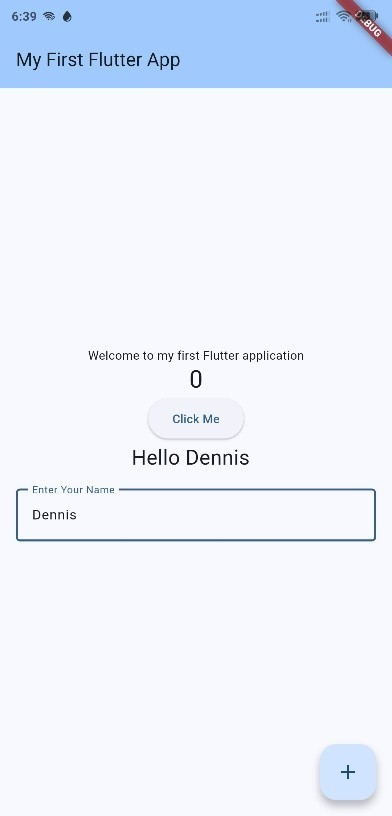 6:39
DEBUG
My First Flutter App
Welcome to my first Flutter application
0
Click Me
Hello Dennis
Enter Your Name
Dennis
+